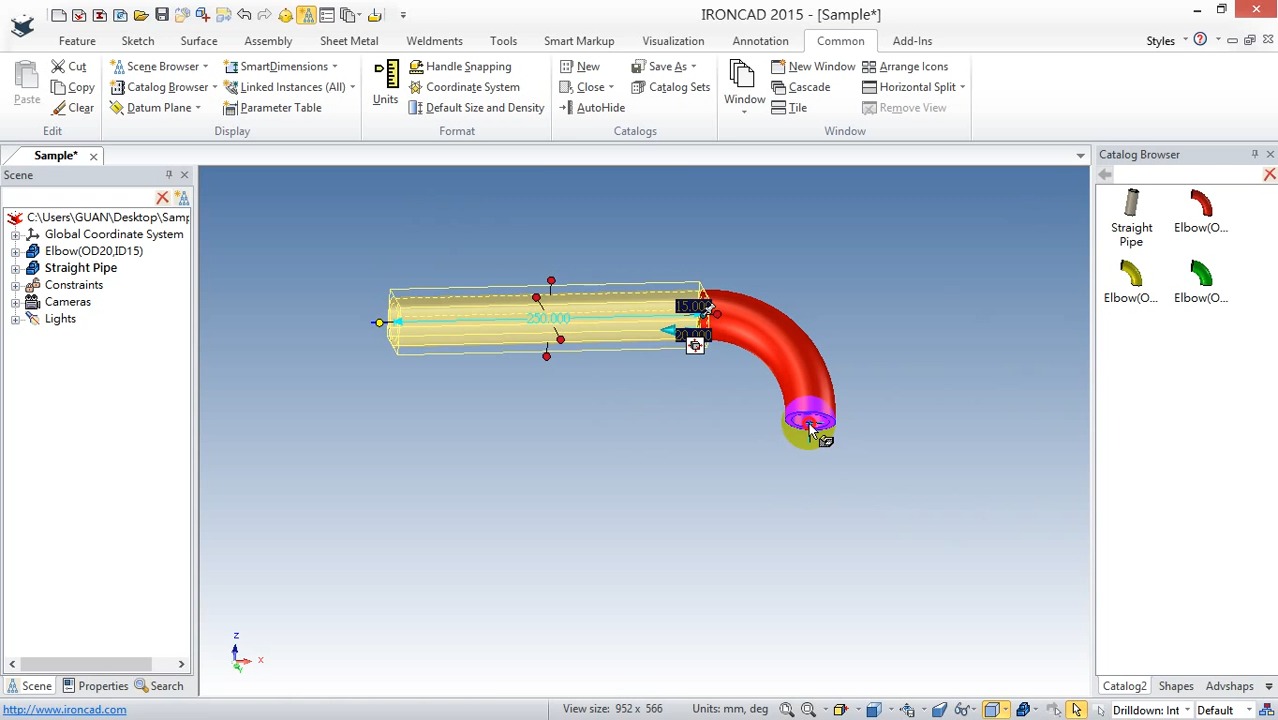 IRONCAD 2015 - [Sample*]
Feature Sketch Surface Assembly Sheet Metal Weldments Tools Smart Markup Visualization Annotation Common Add-Ins Styles
Paste Cut Copy Clear
Edit
Scene Browser SmartDimensions
Catalog Browser Linked Instances (All)
Datum Plane Parameter Table
Display
Units Handle Snapping
Coordinate System
Default Size and Density
Format
New Save As
Close Catalog Sets
AutoHide
Catalogs
Window New Window Arrange Icons
Cascade Horizontal Split
Tile Remove View
Window
Sample*
Scene
C:\Users\GUAN\Desktop\Samp
Global Coordinate System
Elbow(OD20,ID15)
Straight Pipe
Constraints
Cameras
Lights
250.000
20.000
z
x
Catalog Browser
Straight Pipe
Elbow(O...
Elbow(O...
Elbow(O...
Scene Properties Search
Catalog2 Shapes Advshaps
http://www.ironcad.com
View size: 952 x 566
Units: mm, deg
Drilldown: Int
Default